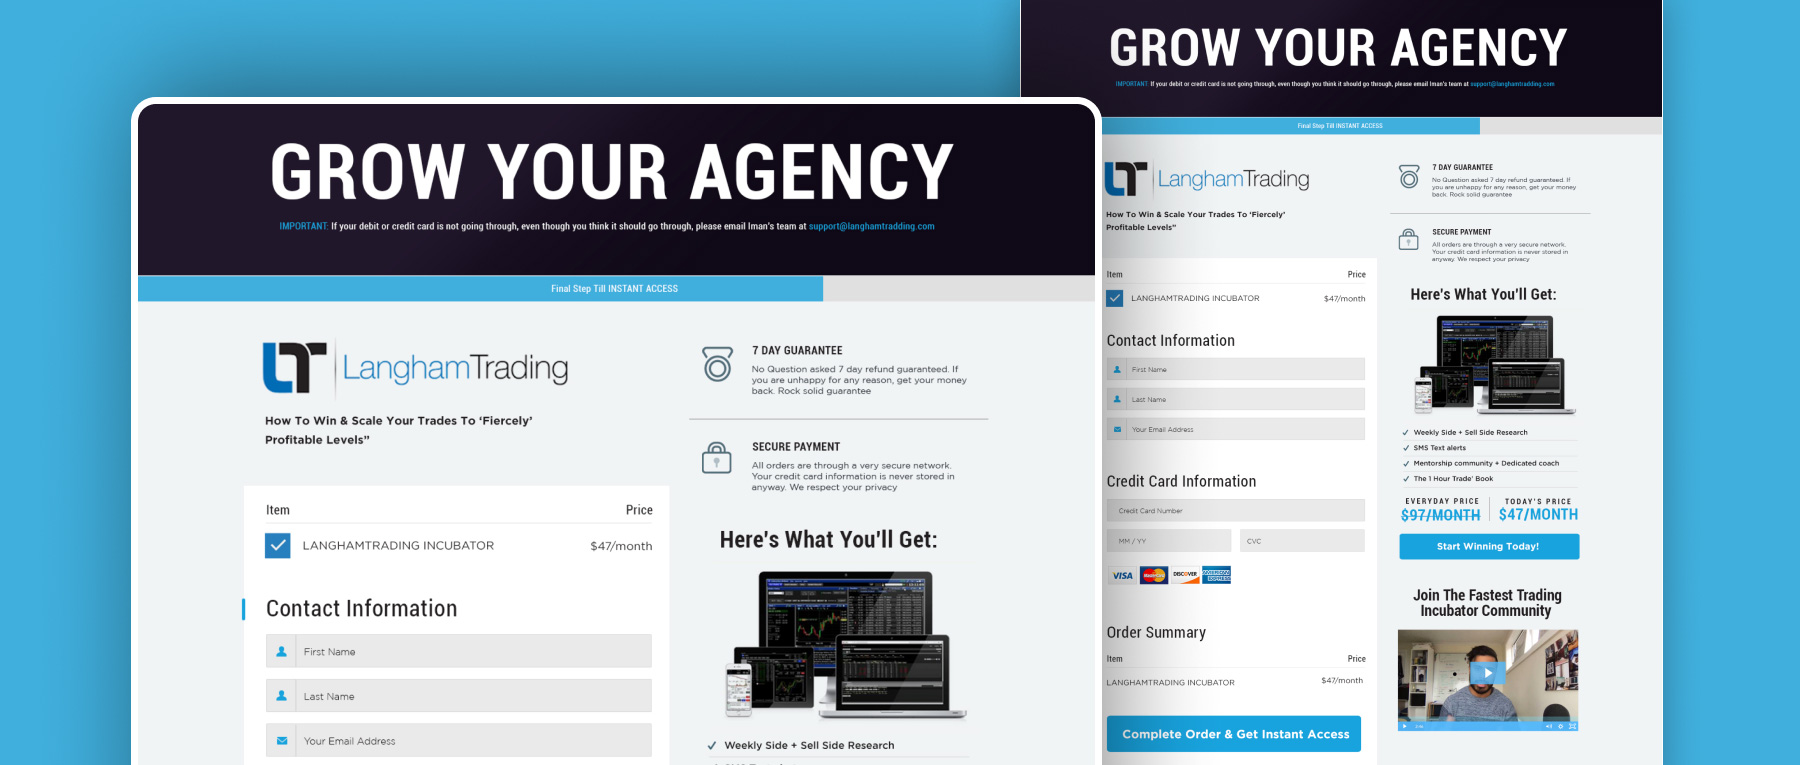 GROW YOUR AGENCY
IMPORTANT: If your debit or credit card is not going through, even though you think it should go through, please email Iman's team at support@langhamtradding.com
Final Step Till INSTANT ACCESS
LT LanghamTrading
How To Win & Scale Your Trades To ‘Fiercely’
Profitable Levels”
Item Price
LANGHAMTRADING INCUBATOR $47/month
Contact Information
First Name
Last Name
Your Email Address
7 DAY GUARANTEE
No Question asked 7 day refund guaranteed. If
you are unhappy for any reason, get your money
back. Rock solid guarantee
SECURE PAYMENT
All orders are through a very secure network.
Your credit card information is never stored in
anyway. We respect your privacy
Here's What You'll Get:
Weekly Side + Sell Side Research
GROW YOUR AGENCY
IMPORTANT: If your debit or credit card is not going through, even though you think it should go through, please email Iman's team at support@langhamtradding.com
Final Step Till INSTANT ACCESS
LT LanghamTrading
How To Win & Scale Your Trades To ‘Fiercely’
Profitable Levels”
Item Price
LANGHAMTRADING INCUBATOR $47/month
Contact Information
First Name
Last Name
Your Email Address
Credit Card Information
Credit Card Number
MM / YY CVC
VISA MasterCard DISCOVER AMERICAN EXPRESS
Order Summary
Item Price
LANGHAMTRADING INCUBATOR $47/month
Complete Order & Get Instant Access
7 DAY GUARANTEE
No Question asked 7 day refund guaranteed. If
you are unhappy for any reason, get your money
back. Rock solid guarantee
SECURE PAYMENT
All orders are through a very secure network.
Your credit card information is never stored in
anyway. We respect your privacy
Here's What You'll Get:
Weekly Side + Sell Side Research
SMS Text alerts
Mentorship community + Dedicated coach
The 1 Hour Trade' Book
EVERYDAY PRICE TODAY'S PRICE
$97/MONTH $47/MONTH
Start Winning Today!
Join The Fastest Trading
Incubator Community